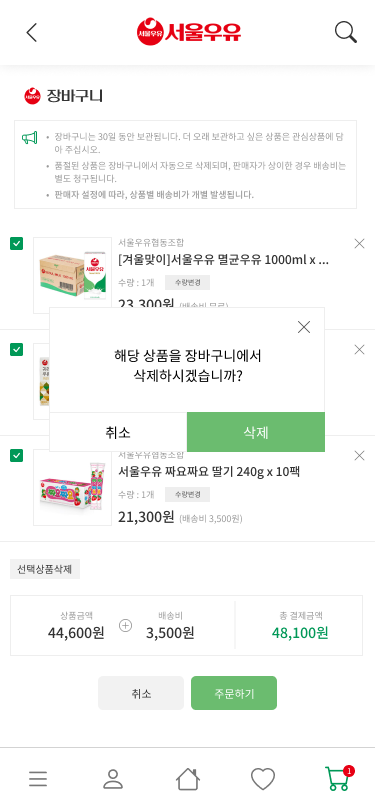 서울우유 서울우유
서울우유 장바구니
• 장바구니는 30일 동안 보관됩니다. 더 오래 보관하고 싶은 상품은 관심상품에 담
아 주십시오.
• 품절된 상품은 장바구니에서 자동으로 삭제되며, 판매자가 상이한 경우 배송비는
별도 청구됩니다.
• 판매자 설정에 따라, 상품별 배송비가 개별 발생됩니다.
서울우유협동조합
[겨울맞이]서울우유 멸균우유 1000ml x ...
서울우유
수량 : 1개 수량변경
23,300원 (배송비 무료)
해당 상품을 장바구니에서
삭제하시겠습니까?
취소 삭제
서울우유협동조합
서울우유 짜요짜요 딸기 240g x 10팩
수량 : 1개 수량변경
21,300원 (배송비 3,500원)
선택상품삭제
상품금액 배송비 총 결제금액
44,600원 3,500원 48,100원
취소 주문하기
1